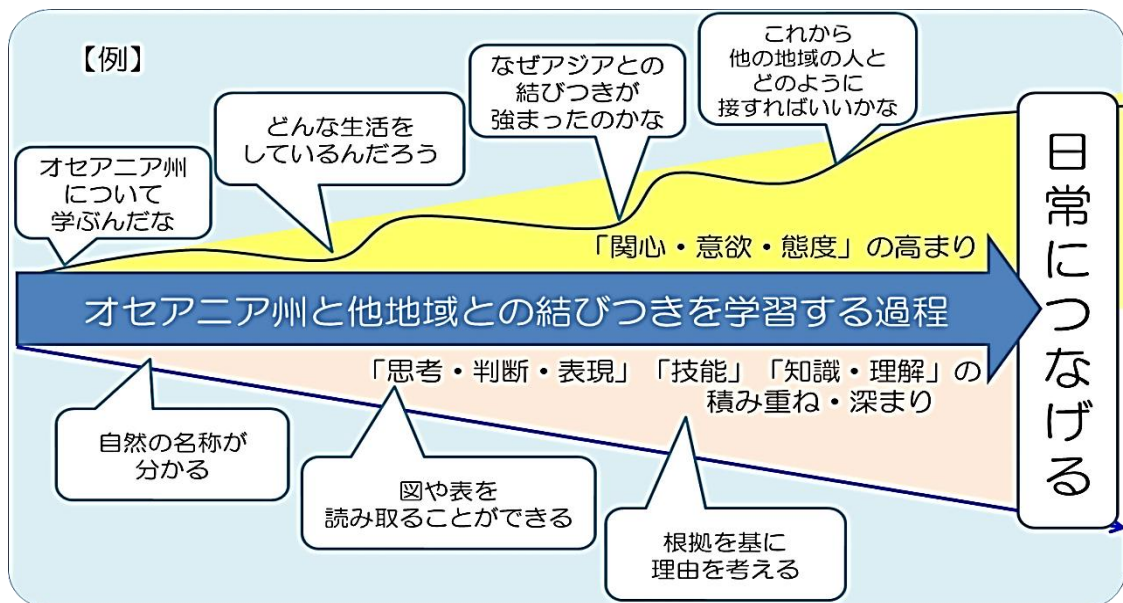 【例】
オセアニア州
について
学ぶんだな
どんな生活を
しているんだろう
なぜアジアとの
結びつきが
強まったのかな
これから
他の地域の人と
どのように
接すればいいかな
「関心・意欲・態度」の高まり
オセアニア州と他地域との結びつきを学習する過程
「思考・判断・表現」「技能」「知識・理解」の
積み重ね・深まり
自然の名称が
分かる
図や表を
読み取ることができる
根拠を基に
理由を考える
日常につなげる